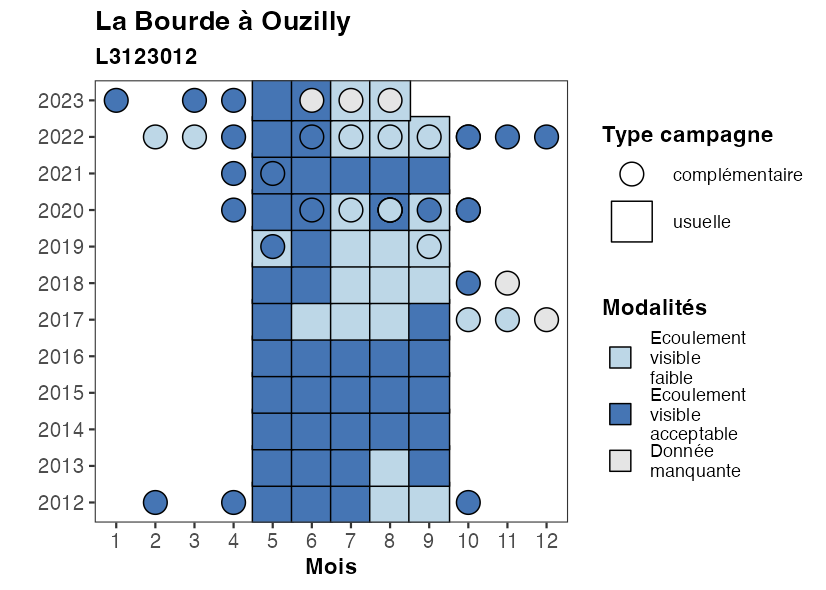 La Bourde à Ouzilly
L3123012
2023
2022
2021
2020
2019
2018
2017
2016
2015
2014
2013
2012
1 2 3 4 5 6 7 8 9 10 11 12
Mois
Type campagne
complémentaire
usuelle
Modalités
Ecoulement
visible
faible
Ecoulement
visible
acceptable
Donnée
manquante